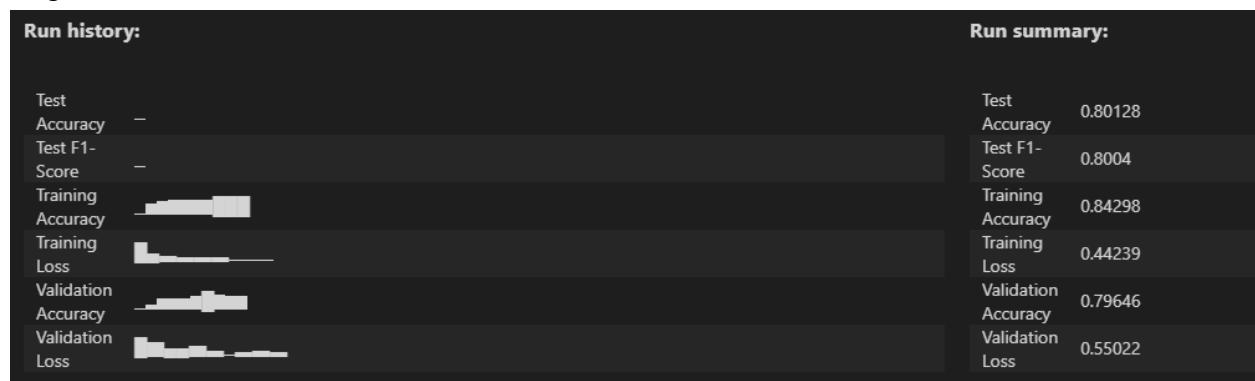 Run history:
Run summary:
Test
Accuracy
Test F1-
Score
Training
Accuracy
Training
Loss
Validation
Accuracy
Validation
Loss
Test
Accuracy 0.80128
Test F1-
Score 0.8004
Training
Accuracy 0.84298
Training
Loss 0.44239
Validation
Accuracy 0.79646
Validation
Loss 0.55022